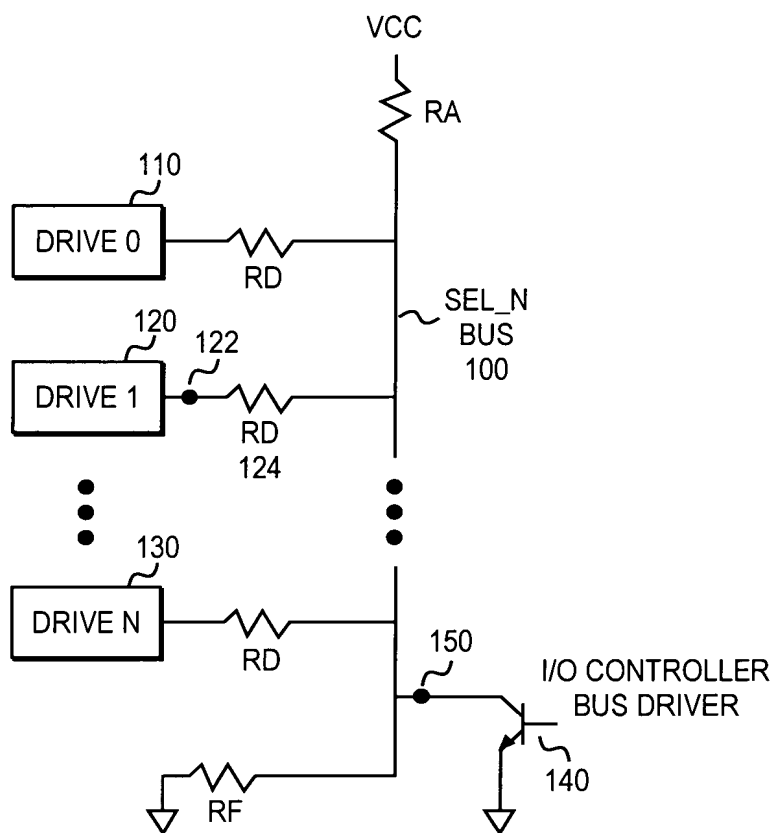 VCC
RA
110
DRIVE 0
RD
SEL_N
BUS
100
120
122
DRIVE 1
RD
124
130
DRIVE N
RD
150
I/O CONTROLLER
BUS DRIVER
140
RF